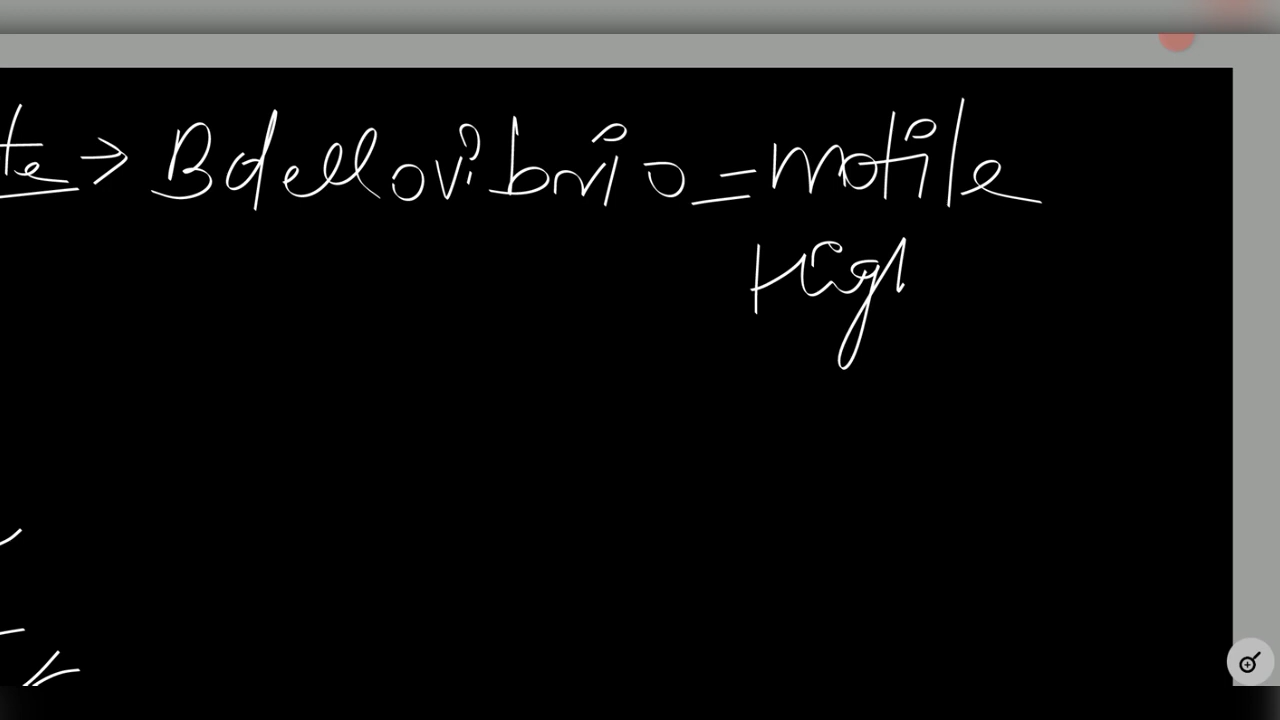 te → Bdellovibrio = motile
High